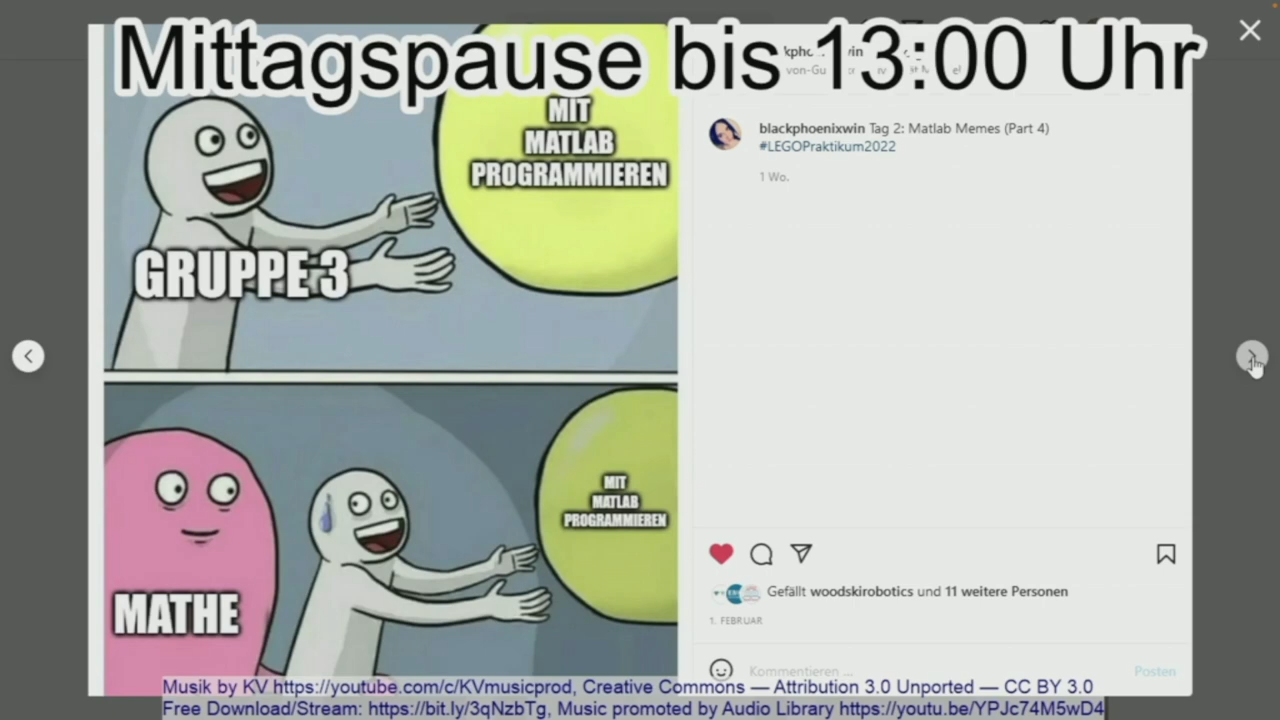 Mittagspause bis 13:00 Uhr
MIT
MATLAB
PROGRAMMIEREN
GRUPPE 3
MATHE
MIT
MATLAB
PROGRAMMIEREN
blackphoenixwin Tag 2: Matlab Memes (Part 4)
#LEGOPraktikum2022
1 Wo.
Gefällt woodskirobotics und 11 weitere Personen
1. FEBRUAR
Kommentieren ...
Posten
Musik by KV https://youtube.com/c/KVmusicprod, Creative Commons — Attribution 3.0 Unported — CC BY 3.0
Free Download/Stream: https://bit.ly/3qNzbTg, Music promoted by Audio Library https://youtu.be/YPJc74M5wD4